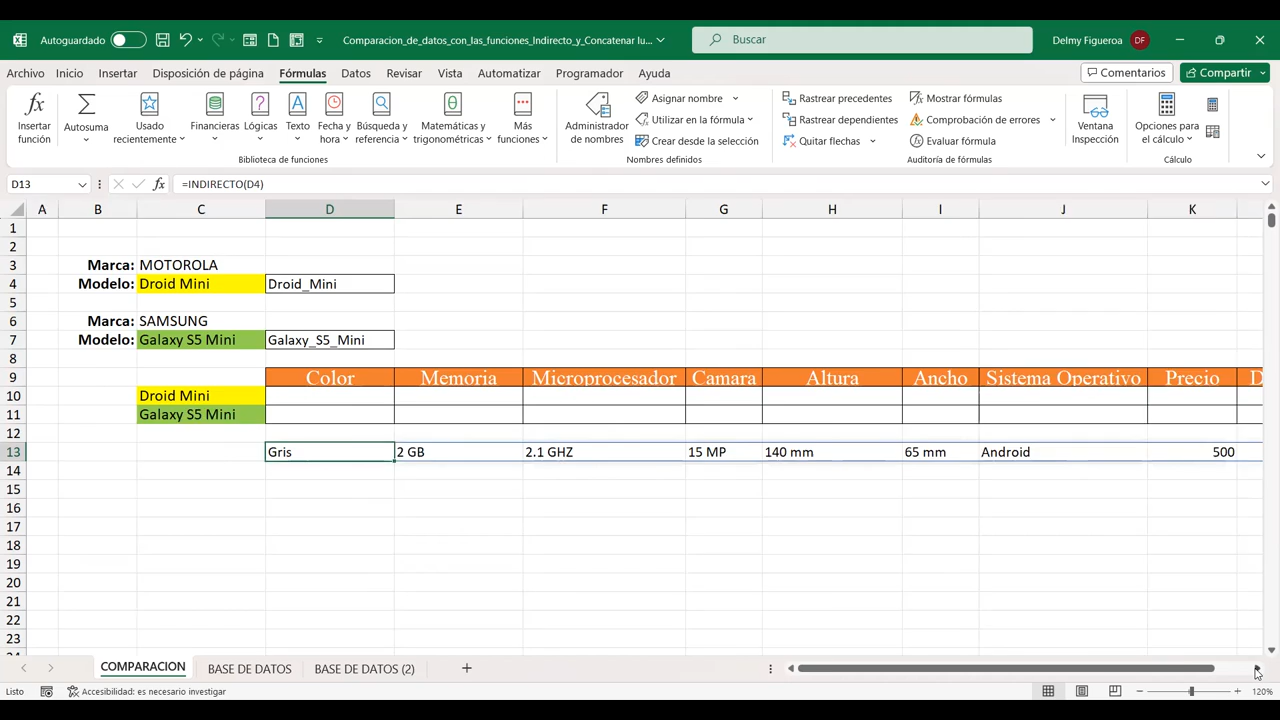 Autoguardado
Comparacion_de_datos_con_las_funciones_Indirecto_y_Concatenar lu...
Buscar
Delmy Figueroa DF
Archivo Inicio Insertar Disposición de página Fórmulas Datos Revisar Vista Automatizar Programador Ayuda
Comentarios Compartir
Insertar función
Autosuma
Usado recientemente
Financieras
Lógicas
Texto
Fecha y hora
Búsqueda y referencia
Matemáticas y trigonométricas
Más funciones
Biblioteca de funciones
Administrador de nombres
Asignar nombre
Utilizar en la fórmula
Crear desde la selección
Nombres definidos
Rastrear precedentes
Rastrear dependientes
Quitar flechas
Mostrar fórmulas
Comprobación de errores
Evaluar fórmula
Auditoría de fórmulas
Ventana Inspección
Opciones para el cálculo
Cálculo
D13 fx =INDIRECTO(D4)
A B C D E F G H I J K
1
2
3 Marca: MOTOROLA
4 Modelo: Droid Mini Droid_Mini
5
6 Marca: SAMSUNG
7 Modelo: Galaxy S5 Mini Galaxy_S5_Mini
8
9 Color Memoria Microprocesador Camara Altura Ancho Sistema Operativo Precio D
10 Droid Mini
11 Galaxy S5 Mini
12
13 Gris 2 GB 2.1 GHZ 15 MP 140 mm 65 mm Android 500
14
15
16
17
18
19
20
21
22
23
COMPARACION BASE DE DATOS BASE DE DATOS (2)
Listo Accesibilidad: es necesario investigar 120%